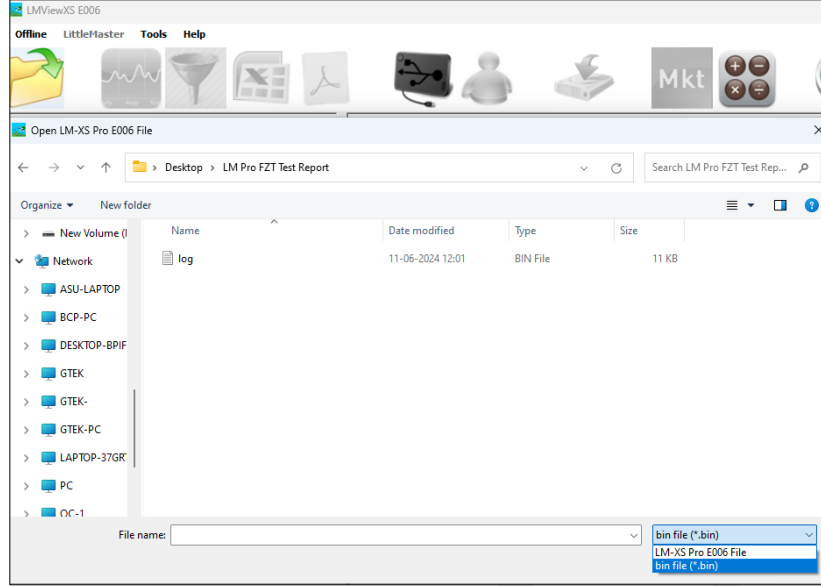 LMViewXS E006
Offline LittleMaster Tools Help
Mkt
Open LM-XS Pro E006 File
Desktop > LM Pro FZT Test Report
Search LM Pro FZT Test Rep...
Organize New folder
Name Date modified Type Size
New Volume (
log 11-06-2024 12:01 BIN File 11 KB
Network
ASU-LAPTOP
BCP-PC
DESKTOP-BPIF
GTEK
GTEK-
GTEK-PC
LAPTOP-37GR
PC
OC-1
File name:
bin file (*.bin)
LM-XS Pro E006 File
bin file (*.bin)